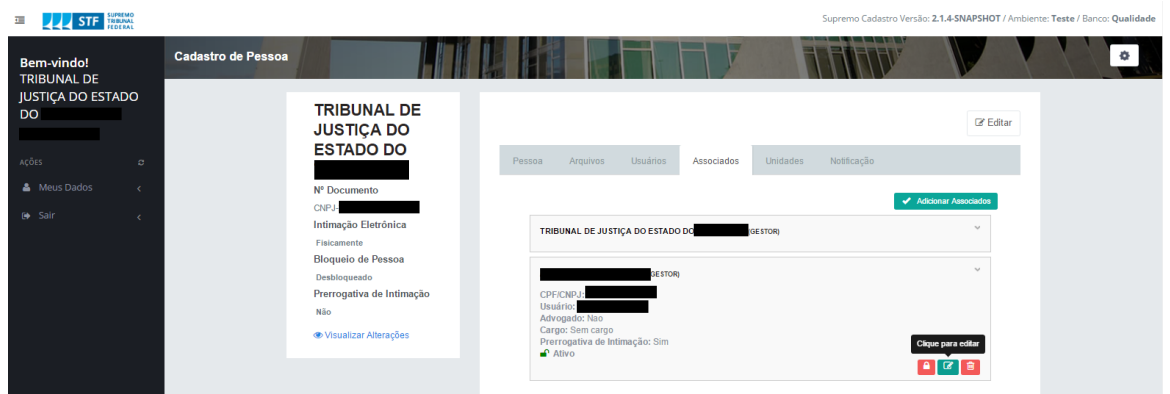 STF SUPREMO TRIBUNAL FEDERAL
Supremo Cadastro Versão: 2.1.4-SNAPSHOT / Ambiente: Teste / Banco: Qualidade
Bem-vindo!
TRIBUNAL DE
JUSTIÇA DO ESTADO
DO
AÇÕES
Meus Dados
Sair
Cadastro de Pessoa
TRIBUNAL DE
JUSTIÇA DO
ESTADO DO
Nº Documento
CNPJ-
Intimação Eletrônica
Fisicamente
Bloqueio de Pessoa
Desbloqueado
Prerrogativa de Intimação
Não
Visualizar Alterações
Editar
Pessoa Arquivos Usuários Associados Unidades Notificação
Adicionar Associados
TRIBUNAL DE JUSTIÇA DO ESTADO DO (GESTOR)
GESTOR)
CPF/CNPJ:
Usuário:
Advogado: Nao
Cargo: Sem cargo
Prerrogativa de Intimação: Sim
Ativo
Clique para editar